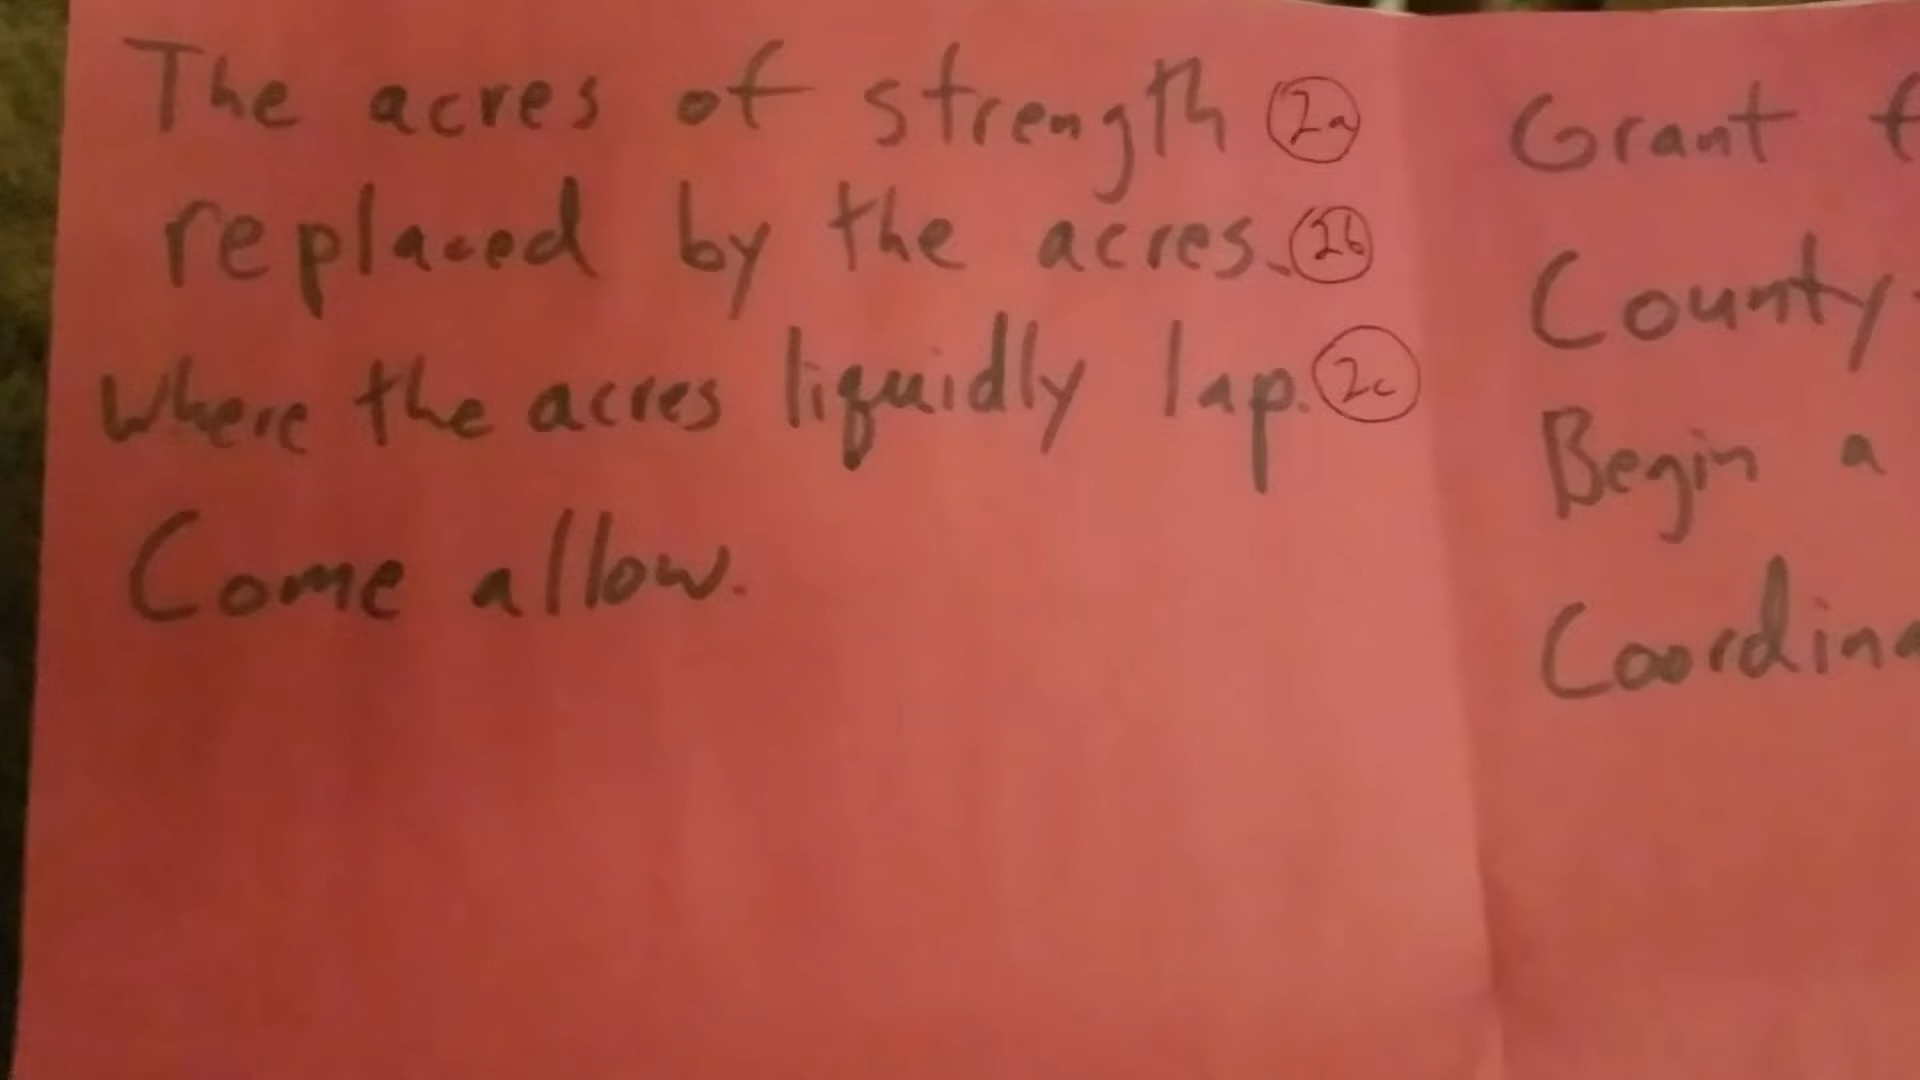 The acres of strength 2a
replaced by the acres. 2b
Where the acres liquidly lap. 2c
Come allow.
Grant
County
Begin a